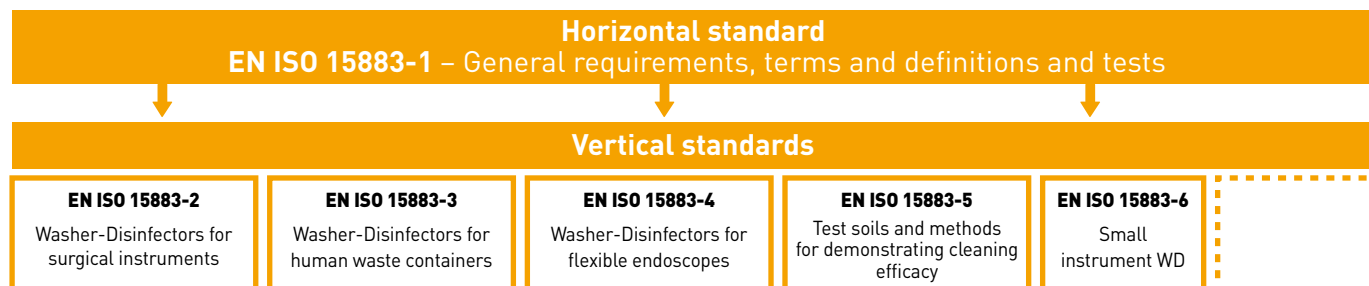 Horizontal standard
EN ISO 15883-1 – General requirements, terms and definitions and tests
Vertical standards
EN ISO 15883-2
Washer-Disinfectors for
surgical instruments
EN ISO 15883-3
Washer-Disinfectors for
human waste containers
EN ISO 15883-4
Washer-Disinfectors for
flexible endoscopes
EN ISO 15883-5
Test soils and methods
for demonstrating cleaning
efficacy
EN ISO 15883-6
Small
instrument WD